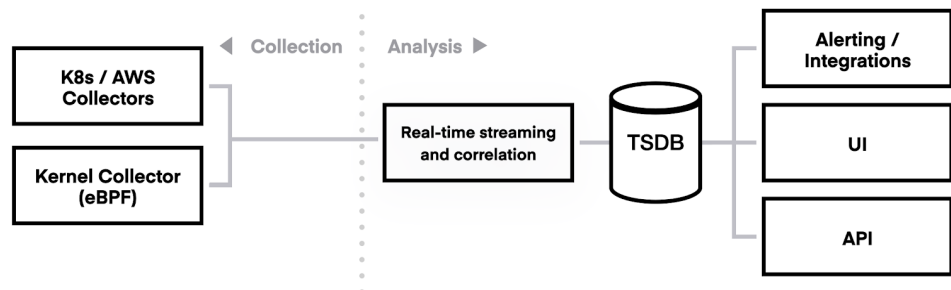 Collection
Analysis
K8s / AWS
Collectors
Kernel Collector
(eBPF)
Real-time streaming
and correlation
TSDB
Alerting /
Integrations
UI
API